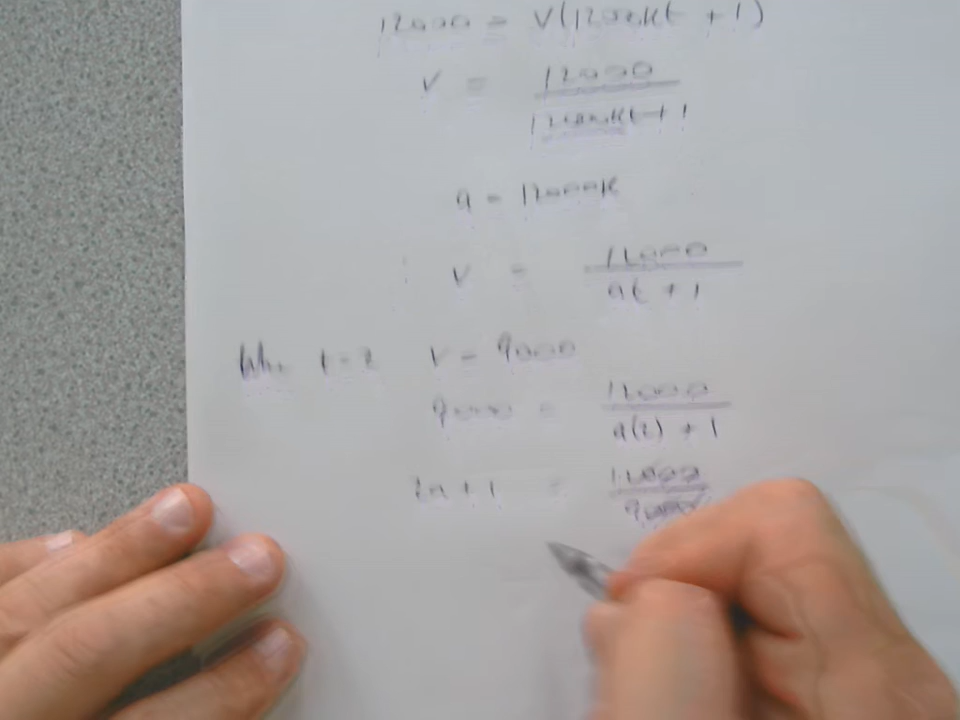 12000 = V(12000kt + 1)
V = 12000 / 12000kt + 1
a = 12000k
V = 12000 / at + 1
When t = 2 V = 9000
9000 = 12000 / a(2) + 1
2a + 1 = 12000 / 9000